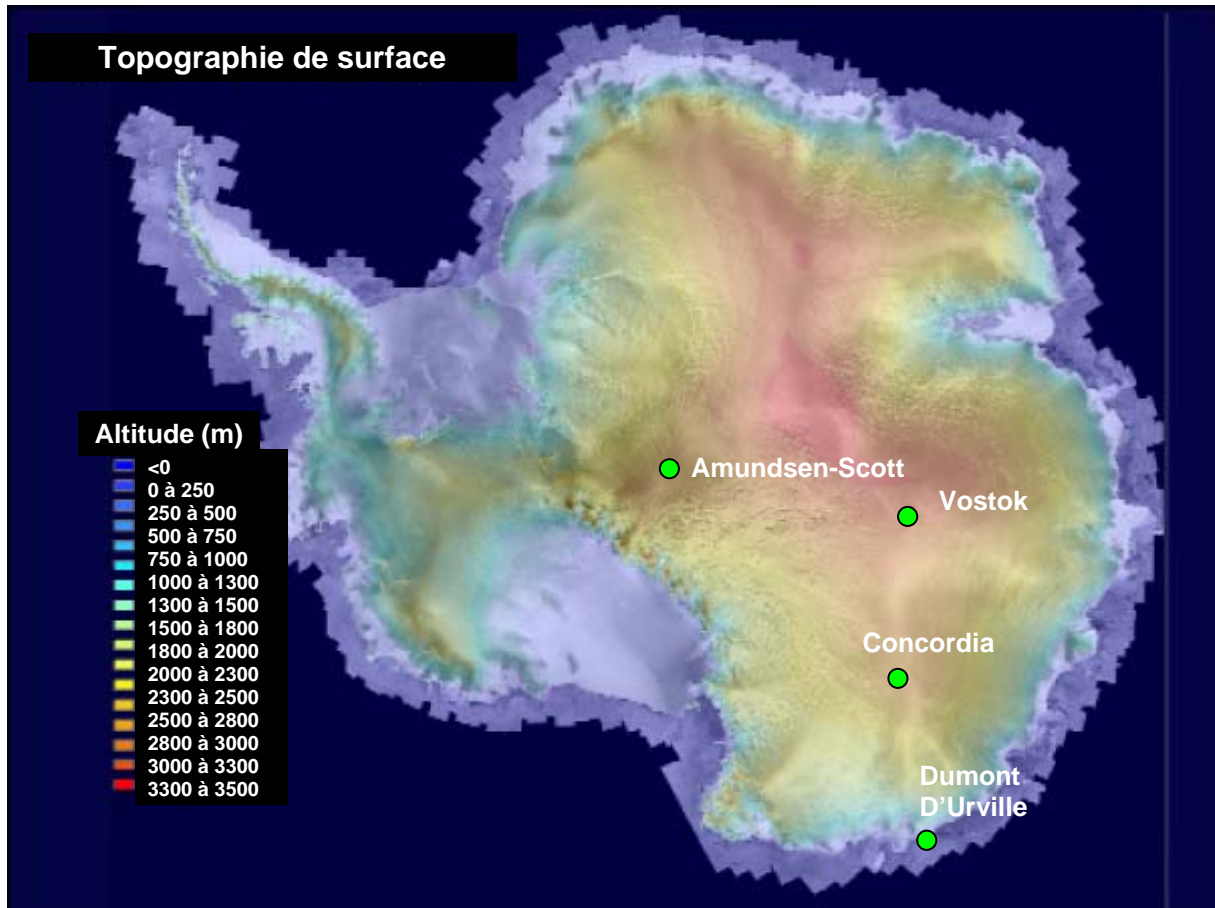 Topographie de surface
Altitude (m)
<0
0 à 250
250 à 500
500 à 750
750 à 1000
1000 à 1300
1300 à 1500
1500 à 1800
1800 à 2000
2000 à 2300
2300 à 2500
2500 à 2800
2800 à 3000
3000 à 3300
3300 à 3500
Amundsen-Scott
Vostok
Concordia
Dumont
D'Urville